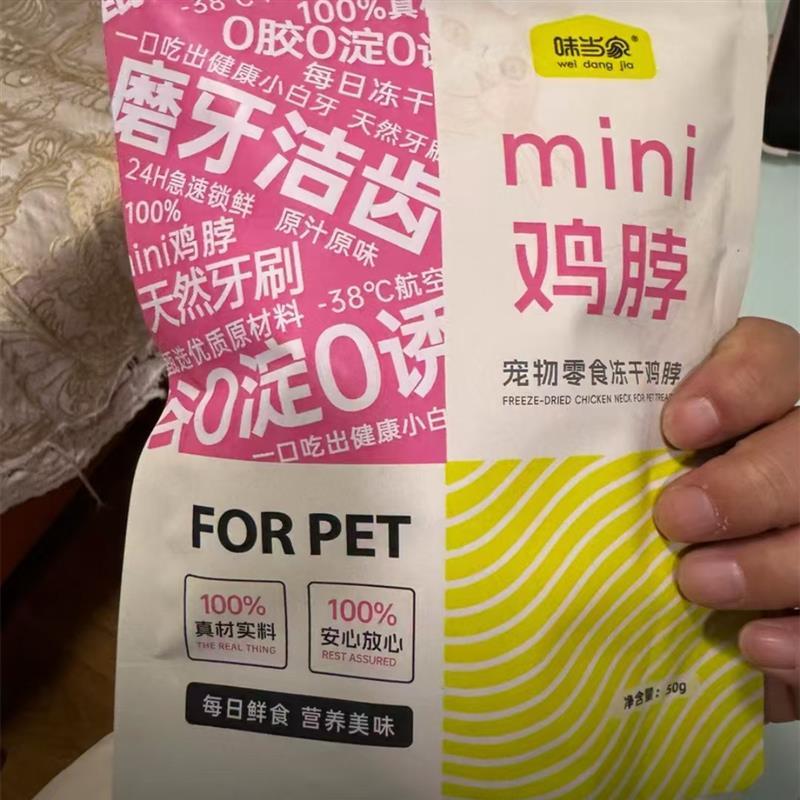 -38℃
100%真
0胶0淀0诱
一口吃出健康小白牙
每日冻干
磨牙洁齿
天然牙刷
24H急速锁鲜
100%
mini鸡脖
原汁原味
天然牙刷
-38℃航空
甄选优质原材料
谷0淀0诱
一口吃出健康小白
味当家®
wei dang jia
mini
鸡脖
宠物零食冻干鸡脖
FREEZE-DRIED CHICKEN NECK FOR PET TREA
FOR PET
100%
真材实料
THE REAL THING
100%
安心放心
REST ASSURED
每日鲜食 营养美味
净含量：50g